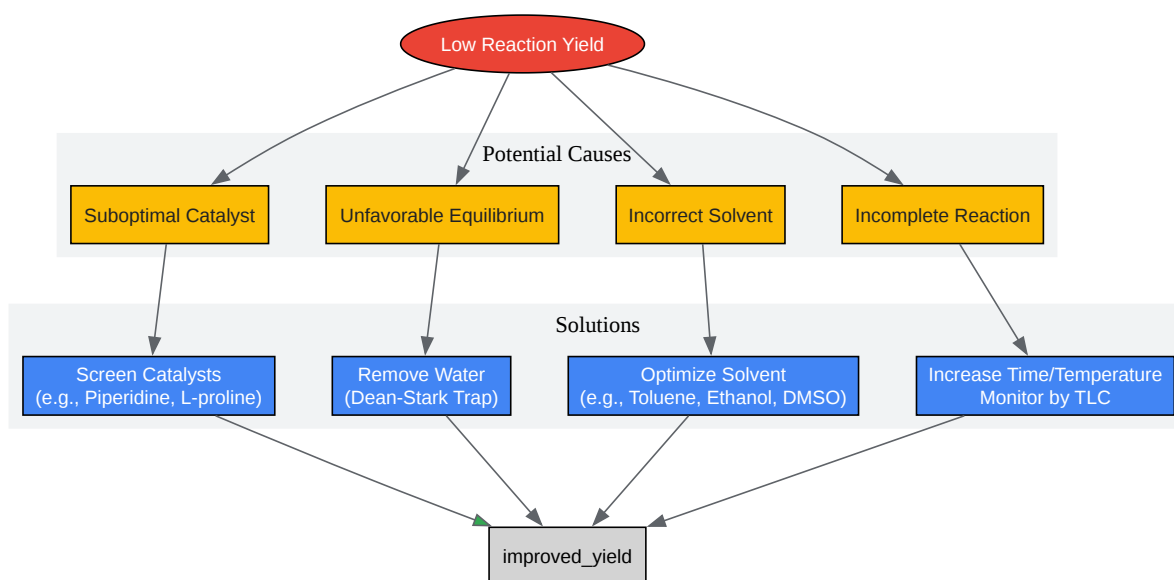 Low Reaction Yield
Potential Causes
Suboptimal Catalyst
Unfavorable Equilibrium
Incorrect Solvent
Incomplete Reaction
Solutions
Screen Catalysts
(e.g., Piperidine, L-proline)
Remove Water
(Dean-Stark Trap)
Optimize Solvent
(e.g., Toluene, Ethanol, DMSO)
Increase Time/Temperature
Monitor by TLC
improved_yield